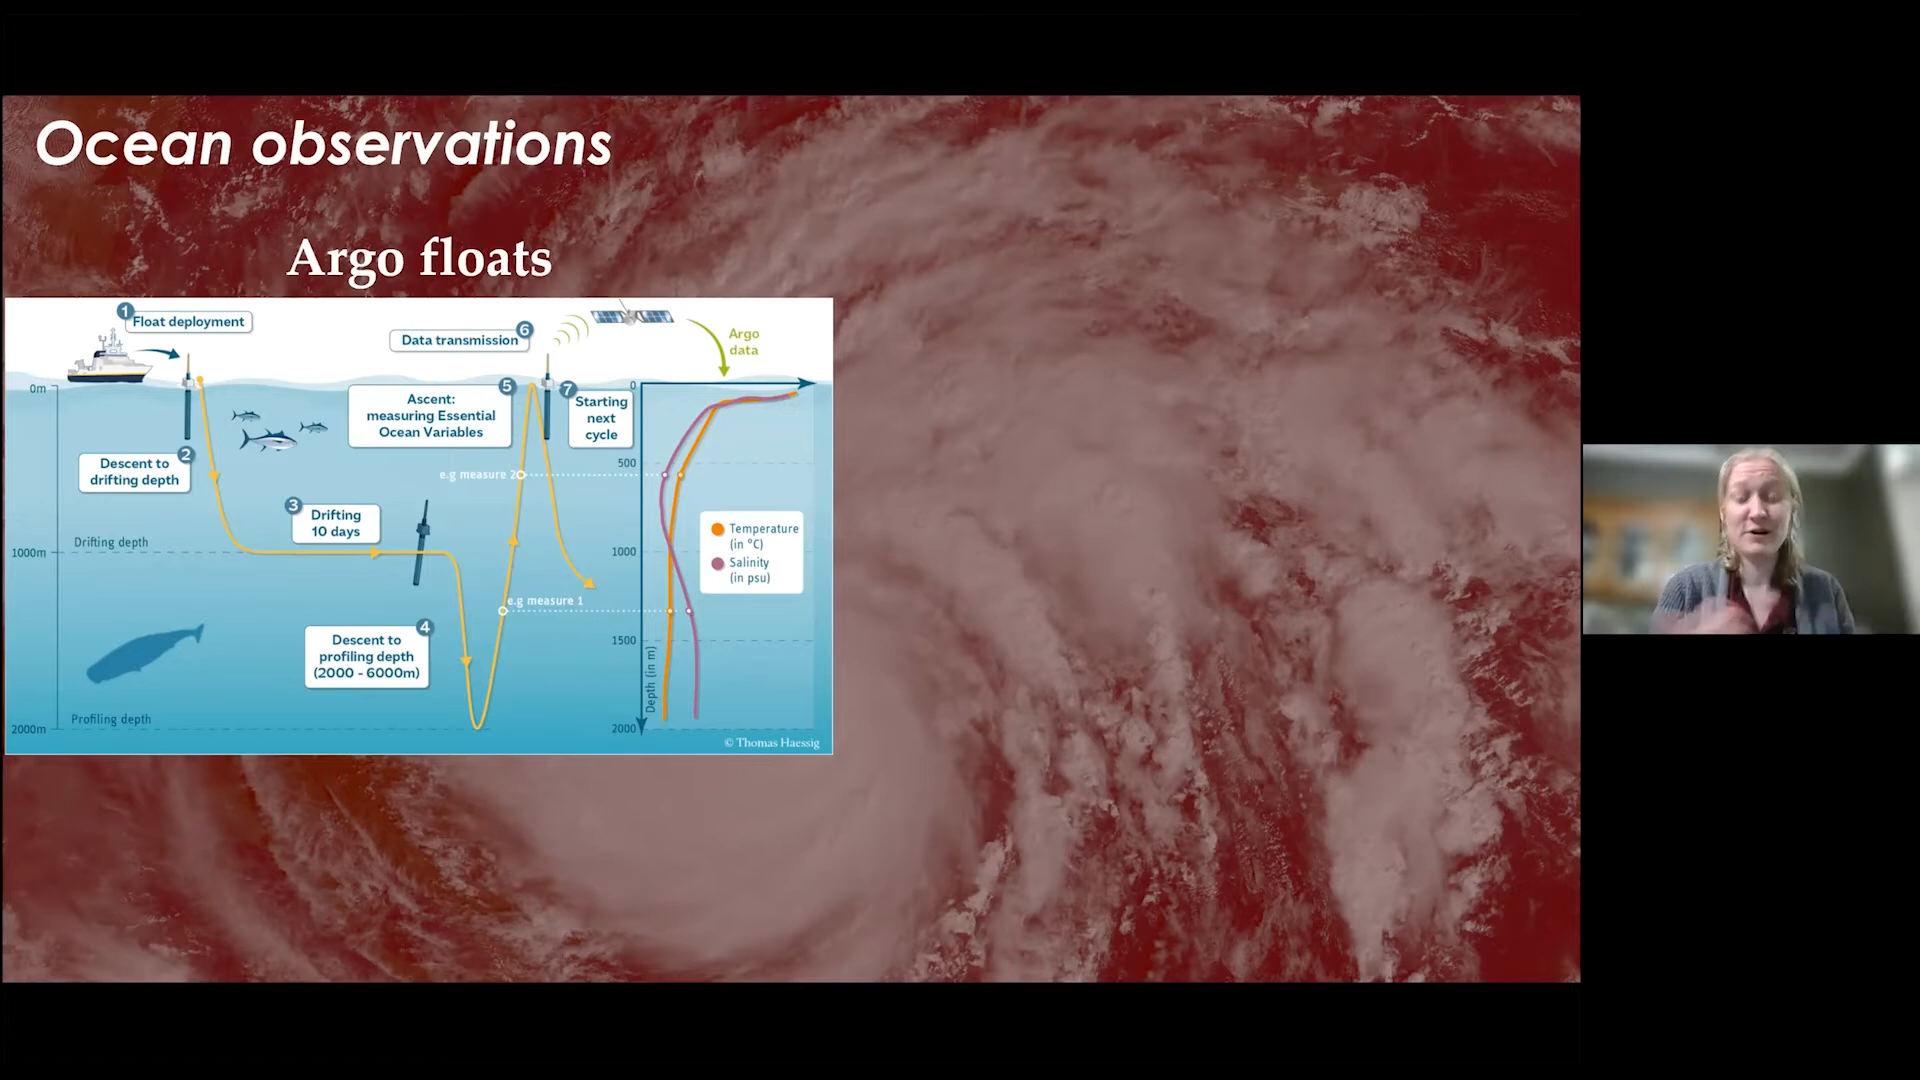 Ocean observations
Argo floats
1
Float deployment
Data transmission
6
Argo
data
0m
2
Descent to
drifting depth
3
Drifting
10 days
Drifting depth
1000m
4
Descent to
profiling depth
(2000 - 6000m)
Profiling depth
2000m
5
Ascent:
measuring Essential
Ocean Variables
7
Starting
next
cycle
e.g measure 2
e.g measure 1
0
500
1000
1500
2000
Depth (in m)
Temperature
(in °C)
Salinity
(in psu)
© Thomas Haessig